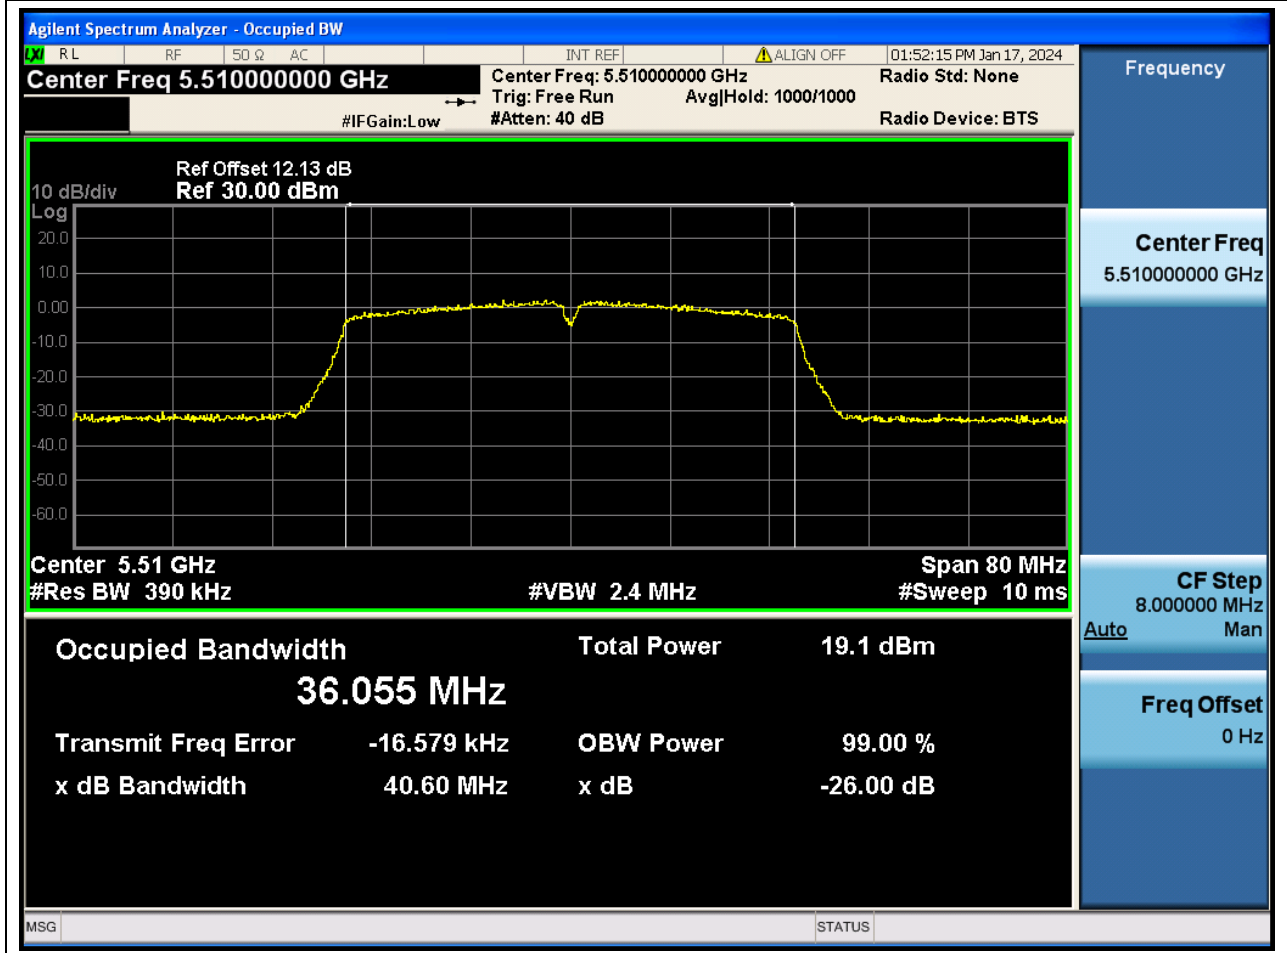 Agilent Spectrum Analyzer - Occupied BW
LXI RL RF 50 Ω AC INT REF ALIGN OFF 01:52:15 PM Jan 17, 2024
Center Freq 5.510000000 GHz
Center Freq: 5.510000000 GHz Radio Std: None
Trig: Free Run Avg|Hold: 1000/1000
#IFGain:Low #Atten: 40 dB Radio Device: BTS
Ref Offset 12.13 dB
10 dB/div Ref 30.00 dBm
Log
20.0
10.0
0.00
-10.0
-20.0
-30.0
-40.0
-50.0
-60.0
Center 5.51 GHz Span 80 MHz
#Res BW 390 kHz #VBW 2.4 MHz #Sweep 10 ms
Occupied Bandwidth Total Power 19.1 dBm
36.055 MHz
Transmit Freq Error -16.579 kHz OBW Power 99.00 %
x dB Bandwidth 40.60 MHz x dB -26.00 dB
MSG STATUS
Frequency
Center Freq
5.510000000 GHz
CF Step
8.000000 MHz
Auto Man
Freq Offset
0 Hz